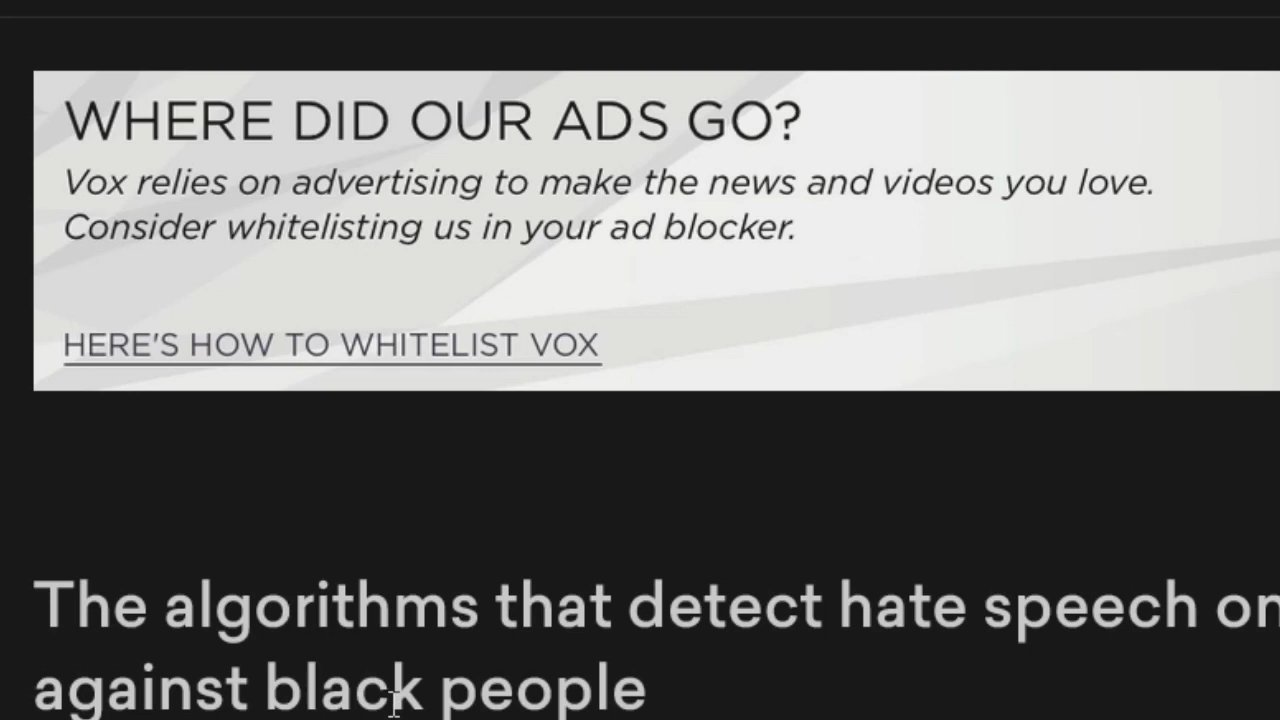 WHERE DID OUR ADS GO?
Vox relies on advertising to make the news and videos you love.
Consider whitelisting us in your ad blocker.
HERE'S HOW TO WHITELIST VOX
The algorithms that detect hate speech on
against black people